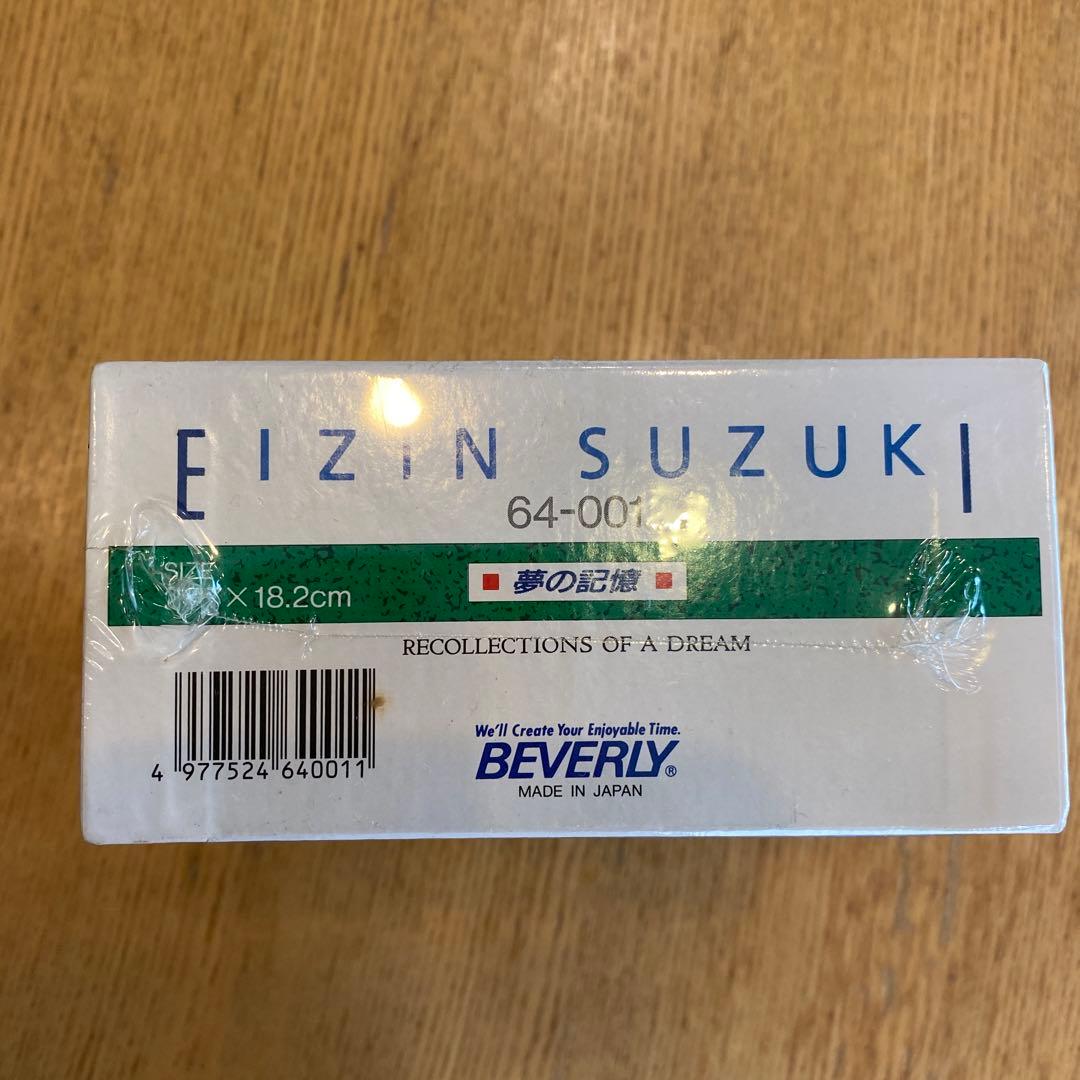 EIZIN SUZUKI
64-001
SIZE
× 18.2cm
夢の記憶
RECOLLECTIONS OF A DREAM
4 977524 640011
We'll Create Your Enjoyable Time.
BEVERLY®
MADE IN JAPAN